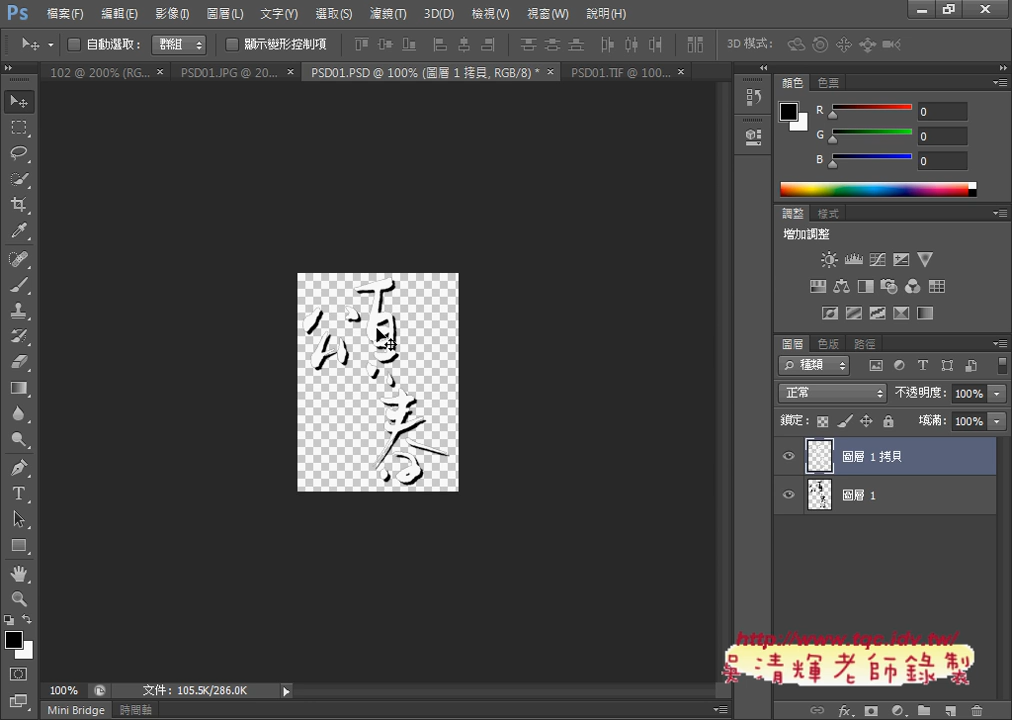 Ps 檔案(F) 編輯(E) 影像(I) 圖層(L) 文字(Y) 選取(S) 濾鏡(T) 3D(D) 檢視(V) 視窗(W) 說明(H)
自動選取： 群組 顯示變形控制項 3D 模式：
102 @ 200% (RG... × PSD01.JPG @ 20... × PSD01.PSD @ 100% (圖層 1 拷貝, RGB/8) * × PSD01.TIF @ 100... ×
顏色 色票
R 0
G 0
B 0
調整 樣式
增加調整
頌春
圖層 色版 路徑
種類
正常 不透明度： 100%
鎖定： 填滿： 100%
圖層 1 拷貝
圖層 1
http://www.tqc.idv.tw/
吳清輝老師錄製
100% 文件：105.5K/286.0K
Mini Bridge 時間軸
fx